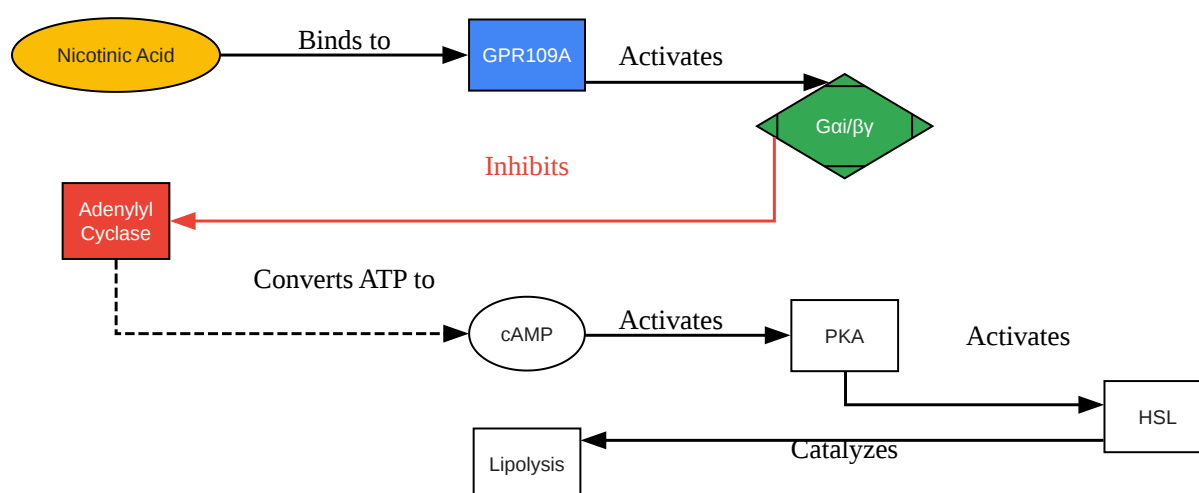 Nicotinic Acid
Binds to
GPR109A
Activates
Gαi/βγ
Inhibits
Adenylyl
Cyclase
Converts ATP to
cAMP
Activates
PKA
Activates
HSL
Catalyzes
Lipolysis